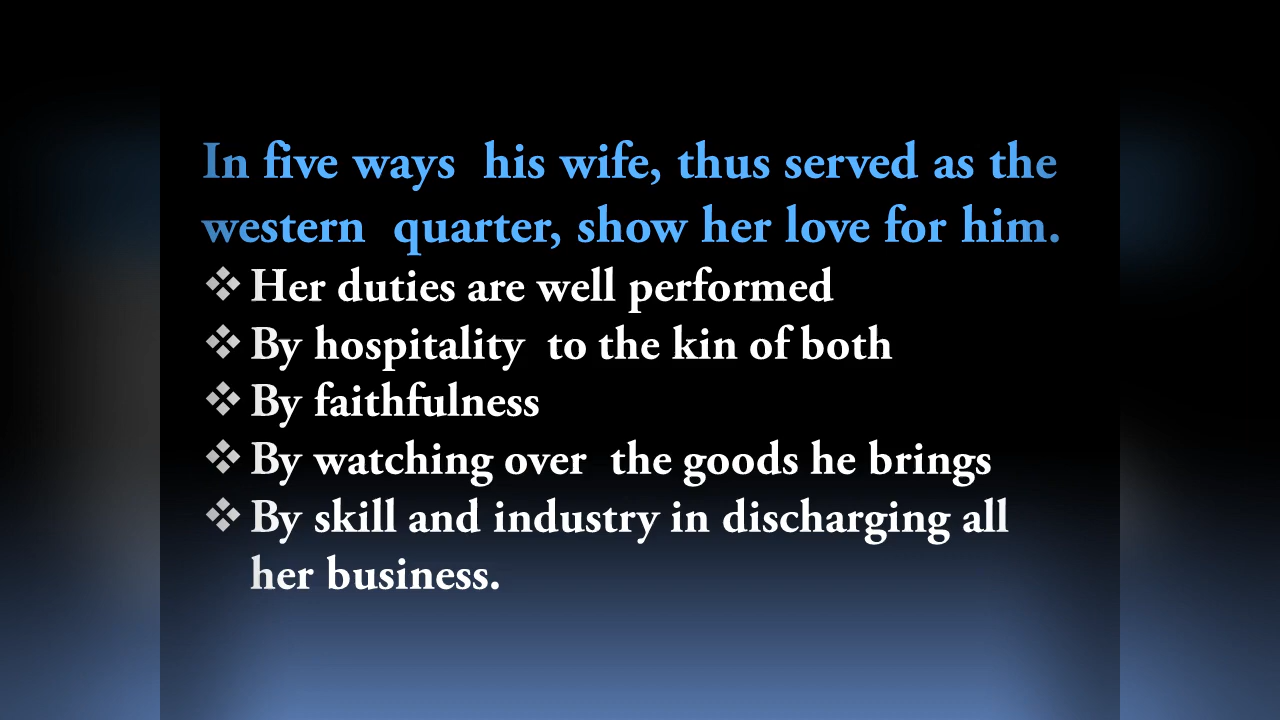 In five ways  his wife, thus served as the
western  quarter, show her love for him.
❖ Her duties are well performed
❖ By hospitality  to the kin of both
❖ By faithfulness
❖ By watching over  the goods he brings
❖ By skill and industry in discharging all
her business.